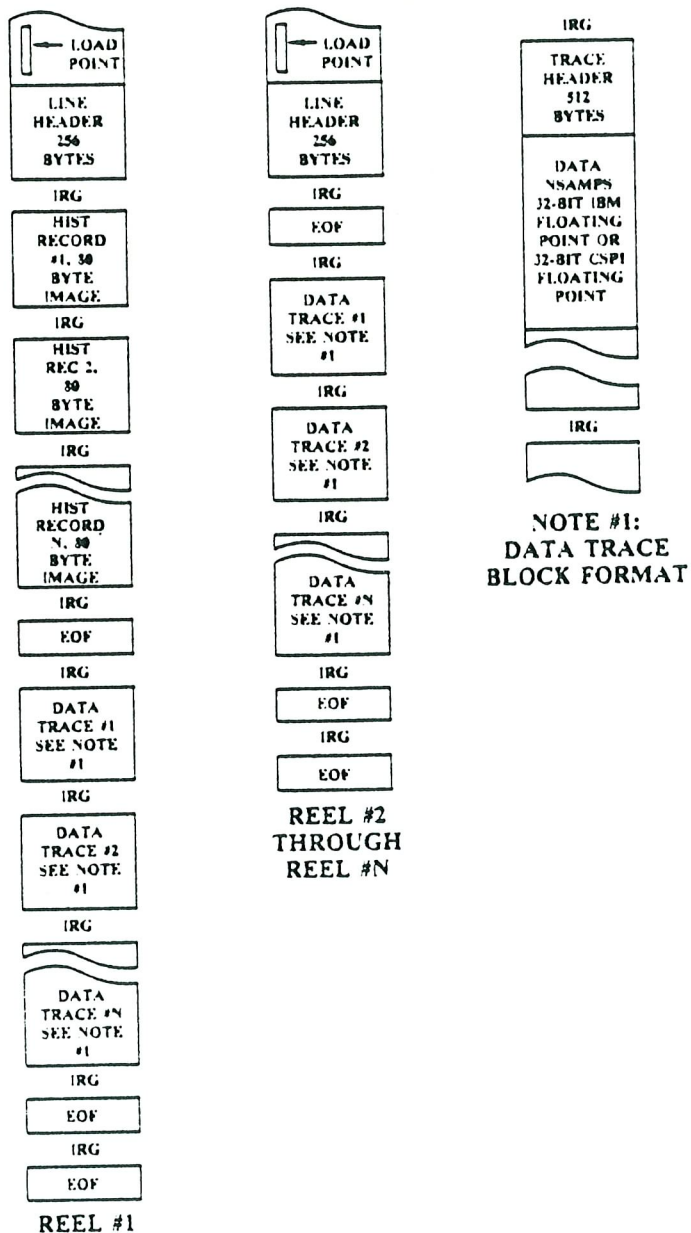 LOAD
POINT
LINE
HEADER
256
BYTES
IRG
HIST
RECORD
#1, 80
BYTE
IMAGE
IRG
HIST
REC 2,
80
BYTE
IMAGE
IRG
HIST
RECORD
N, 80
BYTE
IMAGE
IRG
EOF
IRG
DATA
TRACE #1
SEE NOTE
#1
IRG
DATA
TRACE #2
SEE NOTE
#1
IRG
DATA
TRACE #N
SEE NOTE
#1
IRG
EOF
IRG
EOF
REEL #1
LOAD
POINT
LINE
HEADER
256
BYTES
IRG
EOF
IRG
DATA
TRACE #1
SEE NOTE
#1
IRG
DATA
TRACE #2
SEE NOTE
#1
IRG
DATA
TRACE #N
SEE NOTE
#1
IRG
EOF
IRG
EOF
REEL #2
THROUGH
REEL #N
IRG
TRACE
HEADER
512
BYTES
DATA
NSAMPS
32-BIT IBM
FLOATING
POINT OR
32-BIT CSPI
FLOATING
POINT
IRG
NOTE #1:
DATA TRACE
BLOCK FORMAT